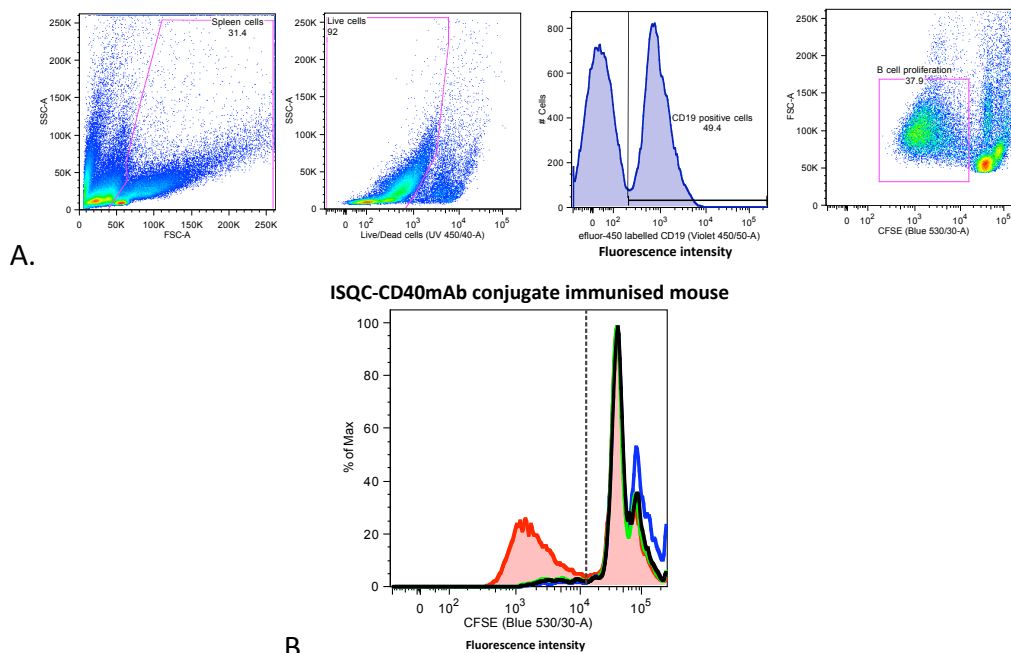 Spleen cells
31.4
250K
200K
150K
100K
50K
0
SSC-A
0 50K 100K 150K 200K 250K
FSC-A
Live cells
92
250K
200K
150K
100K
50K
0
SSC-A
0 10² 10³ 10⁴ 10⁵
Live/Dead cells (UV 450/40-A)
800
600
400
200
0
# Cells
CD19 positive cells
49.4
0 10² 10³ 10⁴ 10⁵
efluor-450 labelled CD19 (Violet 450/50-A)
Fluorescence intensity
250K
200K
150K
100K
50K
0
FSC-A
B cell proliferation
37.9
0 10² 10³ 10⁴ 10⁵
CFSE (Blue 530/30-A)
A.
ISQC-CD40mAb conjugate immunised mouse
100
80
60
40
20
0
% of Max
0 10² 10³ 10⁴ 10⁵
CFSE (Blue 530/30-A)
Fluorescence intensity
B